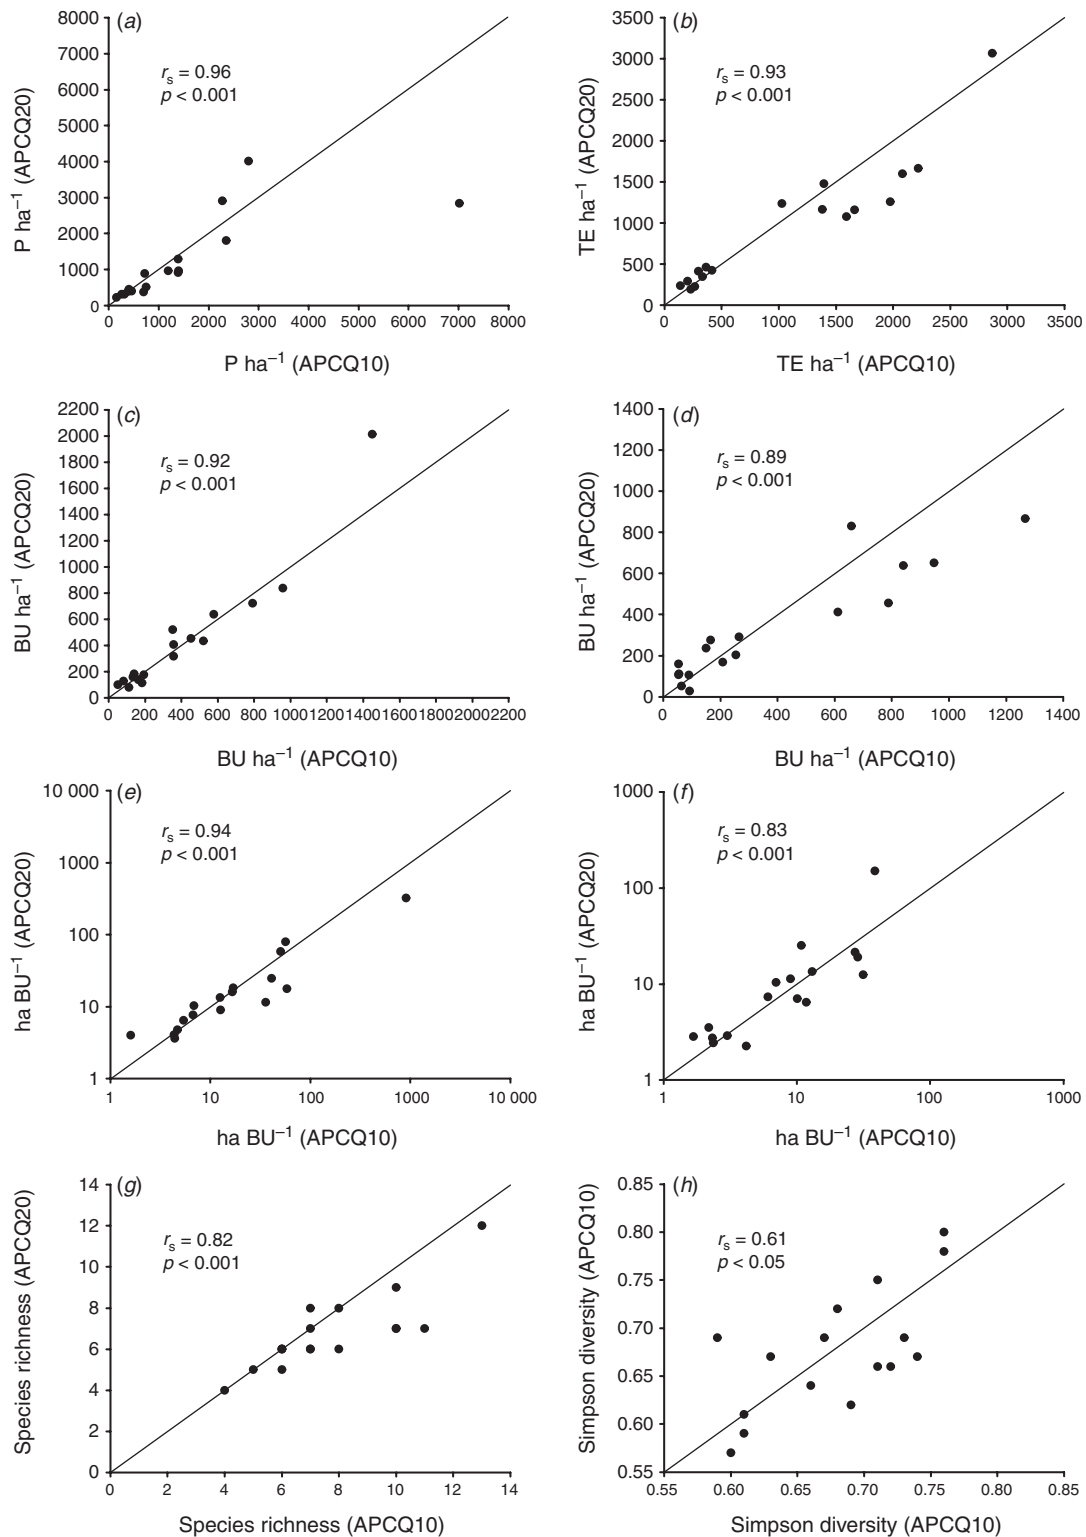 (a)
8000
7000
6000
5000
4000
3000
2000
1000
0
rs = 0.96
p < 0.001
P ha–1 (APCQ20)
0 1000 2000 3000 4000 5000 6000 7000 8000
P ha–1 (APCQ10)
(b)
3500
3000
2500
2000
1500
1000
500
0
rs = 0.93
p < 0.001
TE ha–1 (APCQ20)
0 500 1000 1500 2000 2500 3000 3500
TE ha–1 (APCQ10)
(c)
2200
2000
1800
1600
1400
1200
1000
800
600
400
200
0
rs = 0.92
p < 0.001
BU ha–1 (APCQ20)
0 200 400 600 800 1000 1200 1400 1600 1800 2000 2200
BU ha–1 (APCQ10)
(d)
1400
1200
1000
800
600
400
200
0
rs = 0.89
p < 0.001
BU ha–1 (APCQ20)
0 200 400 600 800 1000 1200 1400
BU ha–1 (APCQ10)
(e)
10 000
1000
100
10
1
rs = 0.94
p < 0.001
ha BU–1 (APCQ20)
1 10 100 1000 10 000
ha BU–1 (APCQ10)
(f)
1000
100
10
1
rs = 0.83
p < 0.001
ha BU–1 (APCQ20)
1 10 100 1000
ha BU–1 (APCQ10)
(g)
14
12
10
8
6
4
2
0
rs = 0.82
p < 0.001
Species richness (APCQ20)
0 2 4 6 8 10 12 14
Species richness (APCQ10)
(h)
0.85
0.80
0.75
0.70
0.65
0.60
0.55
rs = 0.61
p < 0.05
Simpson diversity (APCQ10)
0.55 0.60 0.65 0.70 0.75 0.80 0.85
Simpson diversity (APCQ10)